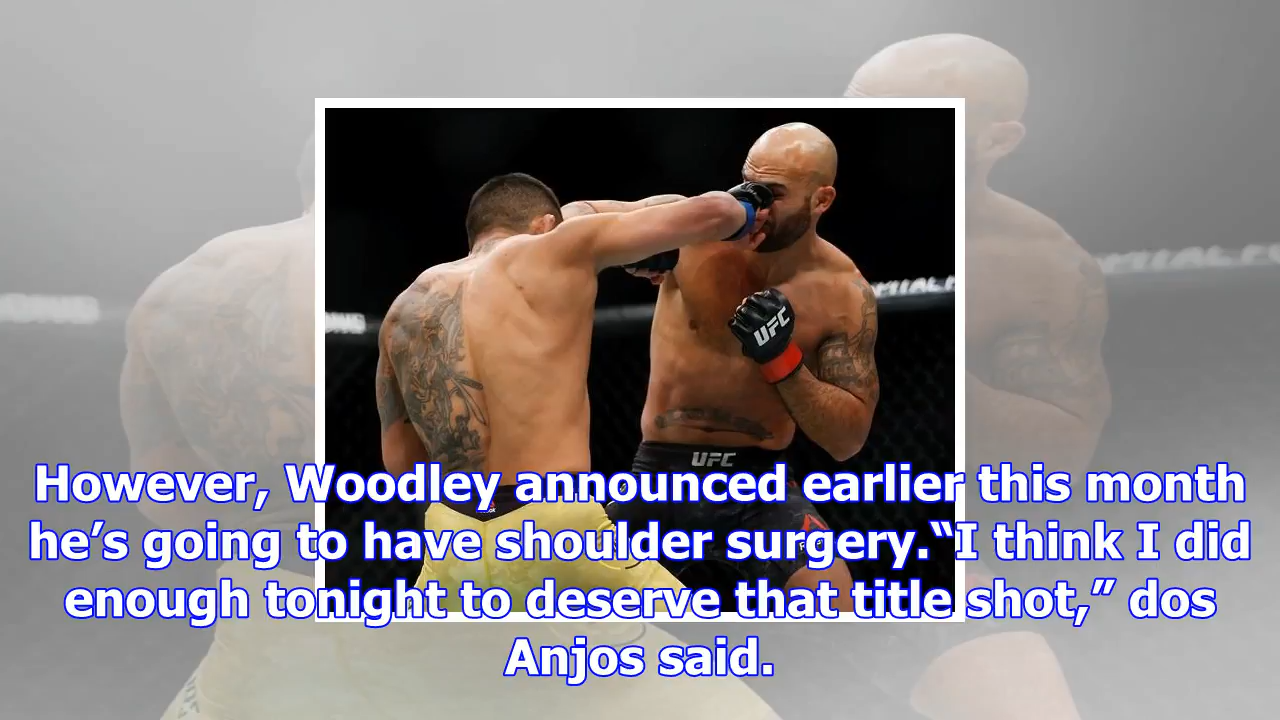 UFC
UFC
However, Woodley announced earlier this month
he’s going to have shoulder surgery.“I think I did
enough tonight to deserve that title shot,” dos
Anjos said.